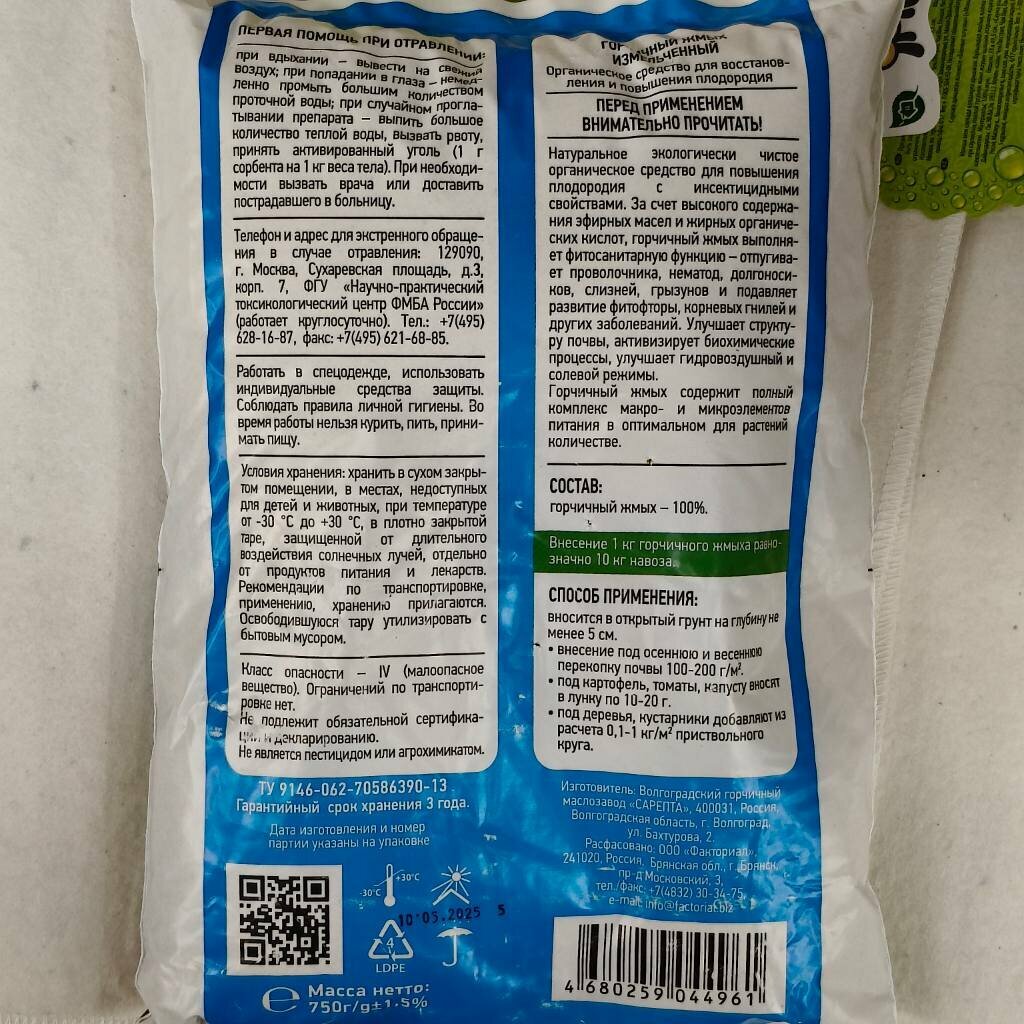 ПЕРВАЯ ПОМОЩЬ ПРИ ОТРАВЛЕНИИ:
при вдыхании – вывести на свежий
воздух; при попадании в глаза – немед-
ленно промыть большим количеством
проточной воды; при случайном прогла-
тывании препарата – выпить большое
количество теплой воды, вызвать рвоту,
принять активированный уголь (1 г
сорбента на 1 кг веса тела). При необходи-
мости вызвать врача или доставить
пострадавшего в больницу.
Телефон и адрес для экстренного обраще-
ния в случае отравления: 129090,
г. Москва, Сухаревская площадь, д.3,
корп. 7, ФГУ «Научно-практический
токсикологический центр ФМБА России»
(работает круглосуточно). Тел.: +7(495)
628-16-87, факс: +7(495) 621-68-85.
Работать в спецодежде, использовать
индивидуальные средства защиты.
Соблюдать правила личной гигиены. Во
время работы нельзя курить, пить, прини-
мать пищу.
Условия хранения: хранить в сухом закры-
том помещении, в местах, недоступных
для детей и животных, при температуре
от -30 °С до +30 °С, в плотно закрытой
таре, защищенной от длительного
воздействия солнечных лучей, отдельно
от продуктов питания и лекарств.
Рекомендации по транспортировке,
применению, хранению прилагаются.
Освободившуюся тару утилизировать с
бытовым мусором.
Класс опасности – IV (малоопасное
вещество). Ограничений по транспорти-
ровке нет.
Не подлежит обязательной сертифика-
ции и декларированию.
Не является пестицидом или агрохимикатом.
ТУ 9146-062-70586390-13
Гарантийный срок хранения 3 года.
Дата изготовления и номер
партии указаны на упаковке
-30°C +30°C
10 05.2025 5
4
LDPE
Масса нетто:
750г/g±1.5%
ГОРЧИЧНЫЙ ЖМЫХ
ИЗМЕЛЬЧЕННЫЙ
Органическое средство для восстанов-
ления и повышения плодородия
ПЕРЕД ПРИМЕНЕНИЕМ
ВНИМАТЕЛЬНО ПРОЧИТАТЬ!
Натуральное экологически чистое
органическое средство для повышения
плодородия с инсектицидными
свойствами. За счет высокого содержа-
ния эфирных масел и жирных органиче-
ских кислот, горчичный жмых выполня-
ет фитосанитарную функцию – отпугива-
ет проволочника, нематод, долгоноси-
ков, слизней, грызунов и подавляет
развитие фитофторы, корневых гнилей и
других заболеваний. Улучшает структу-
ру почвы, активизирует биохимические
процессы, улучшает гидровоздушный и
солевой режимы.
Горчичный жмых содержит полный
комплекс макро- и микроэлементов
питания в оптимальном для растений
количестве.
СОСТАВ:
горчичный жмых – 100%.
Внесение 1 кг горчичного жмыха равно-
значно 10 кг навоза.
СПОСОБ ПРИМЕНЕНИЯ:
вносится в открытый грунт на глубину не
менее 5 см.
• внесение под осеннюю и весеннюю
перекопку почвы 100-200 г/м².
• под картофель, томаты, капусту вносят
в лунку по 10-20 г.
• под деревья, кустарники добавляют из
расчета 0,1-1 кг/м² приствольного
круга.
Изготовитель: Волгоградский горчичный
маслозавод «САРЕПТА», 400031, Россия,
Волгоградская область, г. Волгоград,
ул. Бахтурова, 2.
Расфасовано: ООО «Факториал»,
241020, Россия, Брянская обл., г. Брянск,
пр-д Московский, 3,
тел./факс: +7(4832) 30-34-75,
e-mail: info@factorial.biz
4 680259 044961